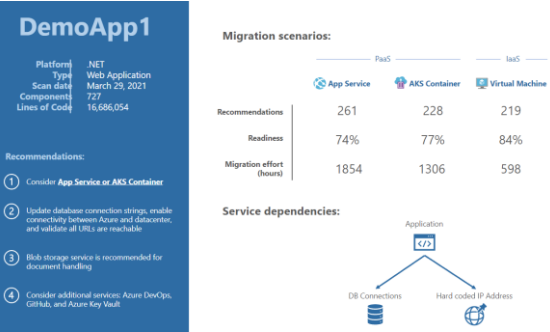 DemoApp1
Platform .NET
Type Web Application
Scan date March 29, 2021
Components 727
Lines of Code 16,686,054
Recommendations:
1 Consider App Service or AKS Container
2 Update database connection strings, enable
connectivity between Azure and datacenter,
and validate all URLs are reachable
3 Blob storage service is recommended for
document handling
4 Consider additional services: Azure DevOps,
GitHub, and Azure Key Vault
Migration scenarios:
PaaS IaaS
App Service AKS Container Virtual Machine
Recommendations 261 228 219
Readiness 74% 77% 84%
Migration effort
(hours) 1854 1306 598
Service dependencies:
Application
</>
DB Connections Hard coded IP Address